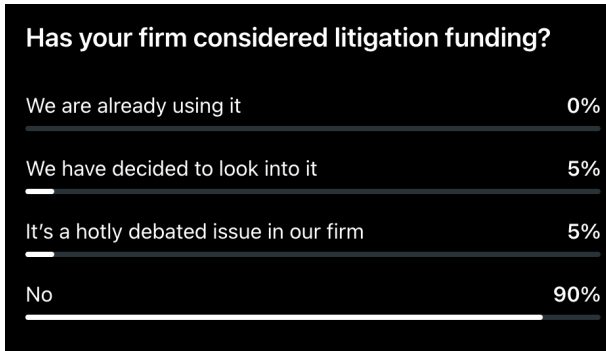 Has your firm considered litigation funding?
We are already using it 0%
We have decided to look into it 5%
It’s a hotly debated issue in our firm 5%
No 90%